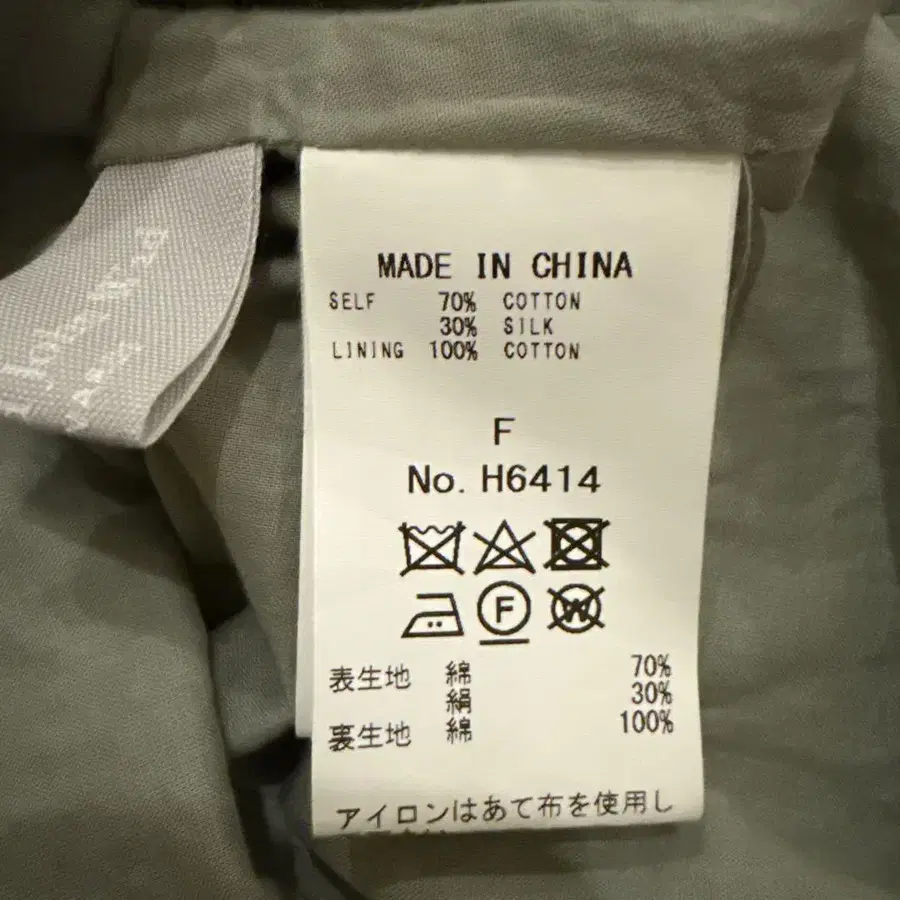 MADE IN CHINA
SELF 70% COTTON
30% SILK
LINING 100% COTTON
F
No. H6414
F
W
表生地 綿 70%
絹 30%
裏生地 綿 100%
アイロンはあて布を使用し